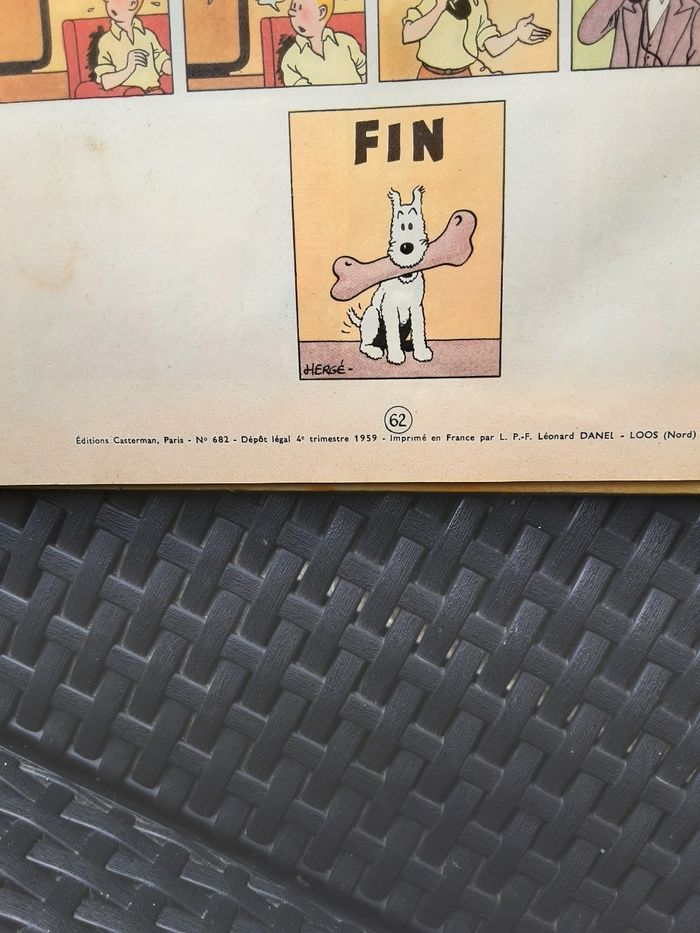 FIN
HERGÉ-
62
Éditions Casterman, Paris - Nº 682 - Dépôt légal 4e trimestre 1959 - Imprimé en France par L. P.-F. Léonard DANEL - LOOS (Nord)